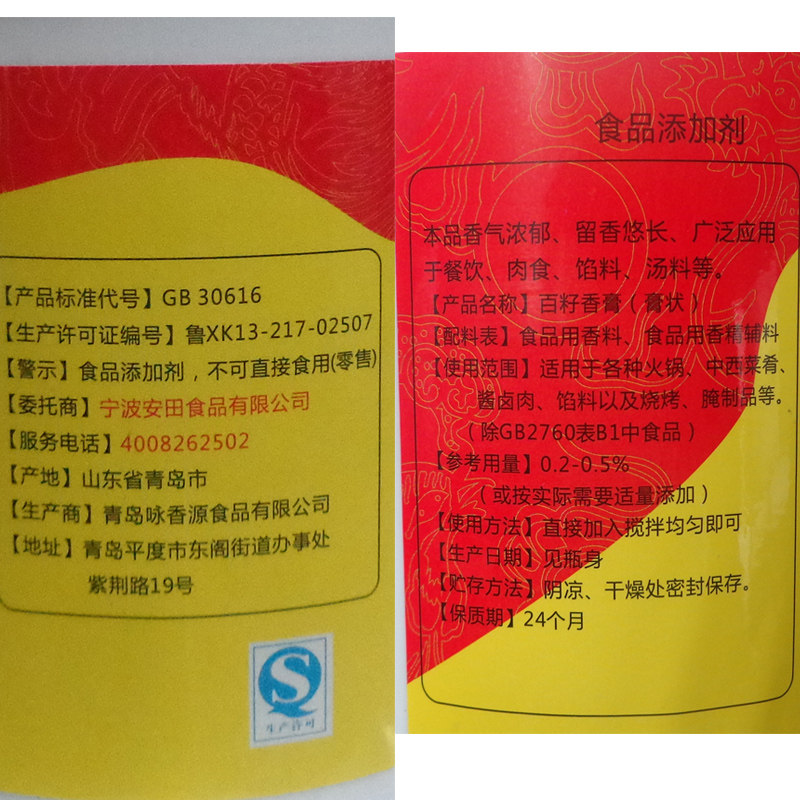 【产品标准代号】GB 30616
【生产许可证编号】鲁XK13-217-02507
【警示】食品添加剂，不可直接食用(零售)
【委托商】宁波安田食品有限公司
【服务电话】4008262502
【产地】山东省青岛市
【生产商】青岛咏香源食品有限公司
【地址】青岛平度市东阁街道办事处
紫荆路19号
生产许可
食品添加剂
本品香气浓郁、留香悠长、广泛应用
于餐饮、肉食、馅料、汤料等。
【产品名称】百籽香膏（膏状）
【配料表】食品用香料、食品用香精辅料
【使用范围】适用于各种火锅、中西菜肴、
酱卤肉、馅料以及烧烤、腌制品等。
（除GB2760表B1中食品）
【参考用量】0.2-0.5%
（或按实际需要适量添加）
【使用方法】直接加入搅拌均匀即可
【生产日期】见瓶身
【贮存方法】阴凉、干燥处密封保存。
【保质期】24个月